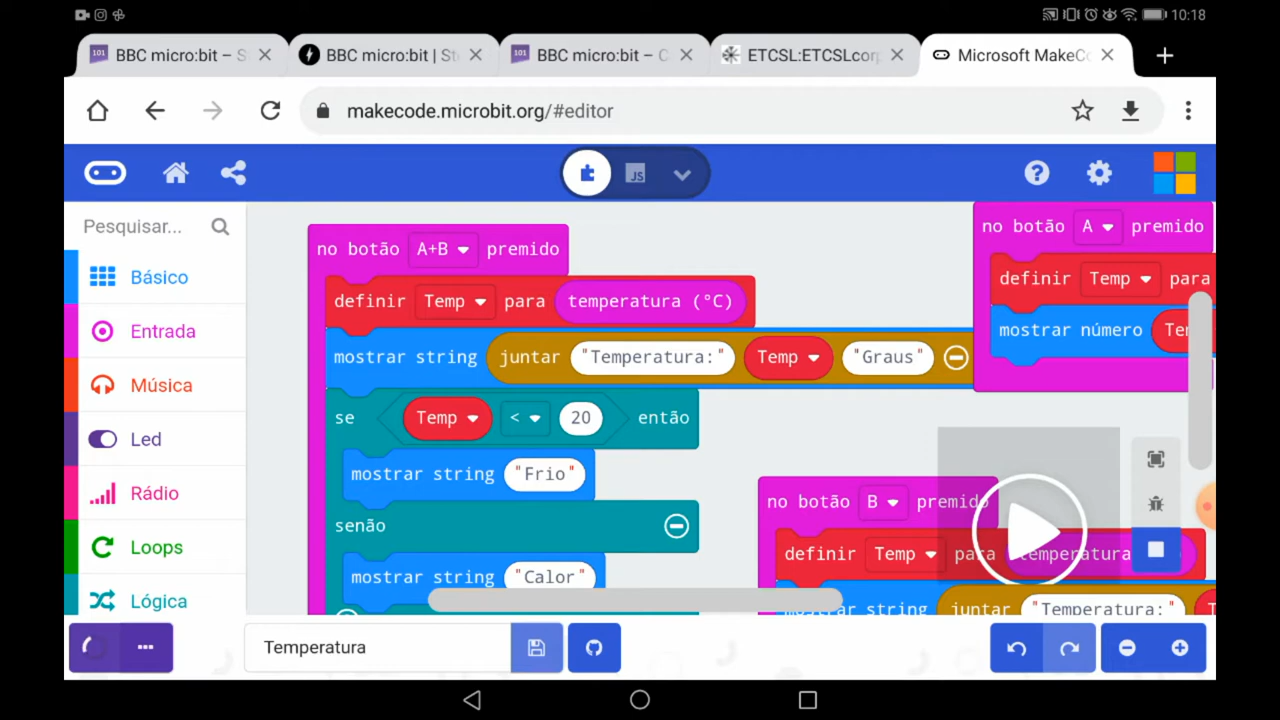 10:18
BBC micro:bit – S
BBC micro:bit | St
BBC micro:bit – C
ETCSL:ETCSLcorp
Microsoft MakeCo
makecode.microbit.org/#editor
JS
Pesquisar...
Básico
Entrada
Música
Led
Rádio
Loops
Lógica
no botão A+B premido
definir Temp para temperatura (°C)
mostrar string juntar "Temperatura:" Temp "Graus"
se Temp < 20 então
mostrar string "Frio"
senão
mostrar string "Calor"
no botão A premido
definir Temp para
mostrar número Te
no botão B premido
definir Temp para temperatura
mostrar string juntar "Temperatura:" T
Temperatura